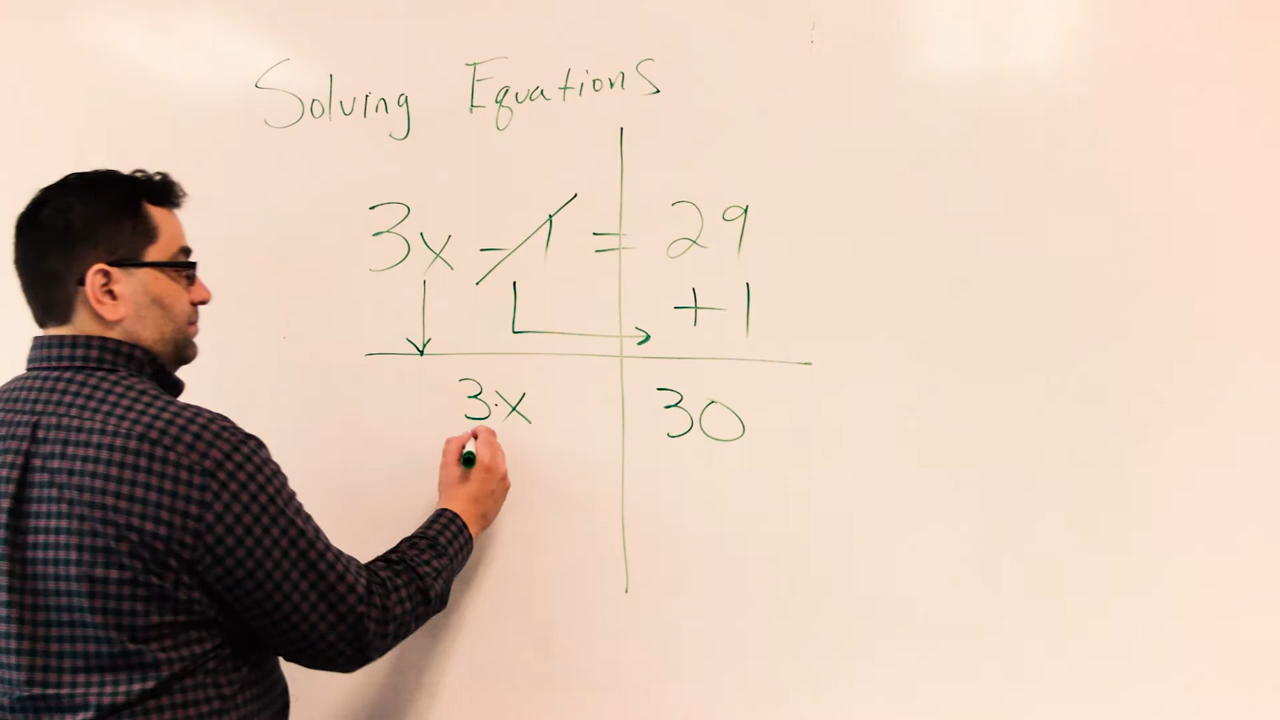 Solving Equations
3x - 1 = 29
+1
3·x 30